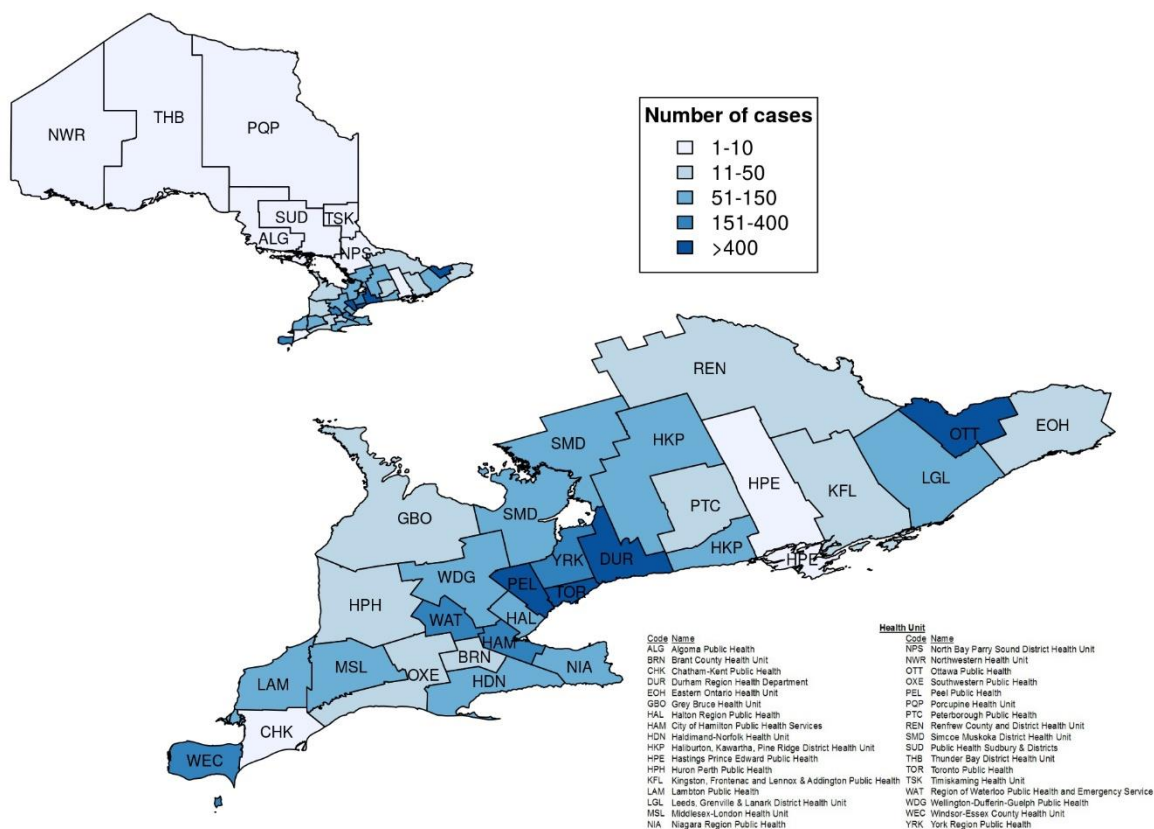 NWR
THB
PQP
SUD
TSK
ALG
NPS
Number of cases
1-10
11-50
51-150
151-400
>400
REN
SMD
HKP
OTT
EOH
HPE
LGL
KFL
PTC
GBO
SMD
HKP
YRK
DUR
HPE
WDG
PEL
TOR
HPH
HAL
WAT
HAM
BRN
MSL
OXE
NIA
LAM
HDN
CHK
WEC
Health Unit
Code Name
ALG Algoma Public Health
BRN Brant County Health Unit
CHK Chatham-Kent Public Health
DUR Durham Region Health Department
EOH Eastern Ontario Health Unit
GBO Grey Bruce Health Unit
HAL Halton Region Public Health
HAM City of Hamilton Public Health Services
HDN Haldimand-Norfolk Health Unit
HKP Haliburton, Kawartha, Pine Ridge District Health Unit
HPE Hastings Prince Edward Public Health
HPH Huron Perth Public Health
KFL Kingston, Frontenac and Lennox & Addington Public Health
LAM Lambton Public Health
LGL Leeds, Grenville & Lanark District Health Unit
MSL Middlesex-London Health Unit
NIA Niagara Region Public Health
Code Name
NPS North Bay Parry Sound District Health Unit
NWR Northwestern Health Unit
OTT Ottawa Public Health
OXE Southwestern Public Health
PEL Peel Public Health
PQP Porcupine Health Unit
PTC Peterborough Public Health
REN Renfrew County and District Health Unit
SMD Simcoe Muskoka District Health Unit
SUD Public Health Sudbury & Districts
THB Thunder Bay District Health Unit
TOR Toronto Public Health
TSK Timiskaming Health Unit
WAT Region of Waterloo Public Health and Emergency Service
WDG Wellington-Dufferin-Guelph Public Health
WEC Windsor-Essex County Health Unit
YRK York Region Public Health